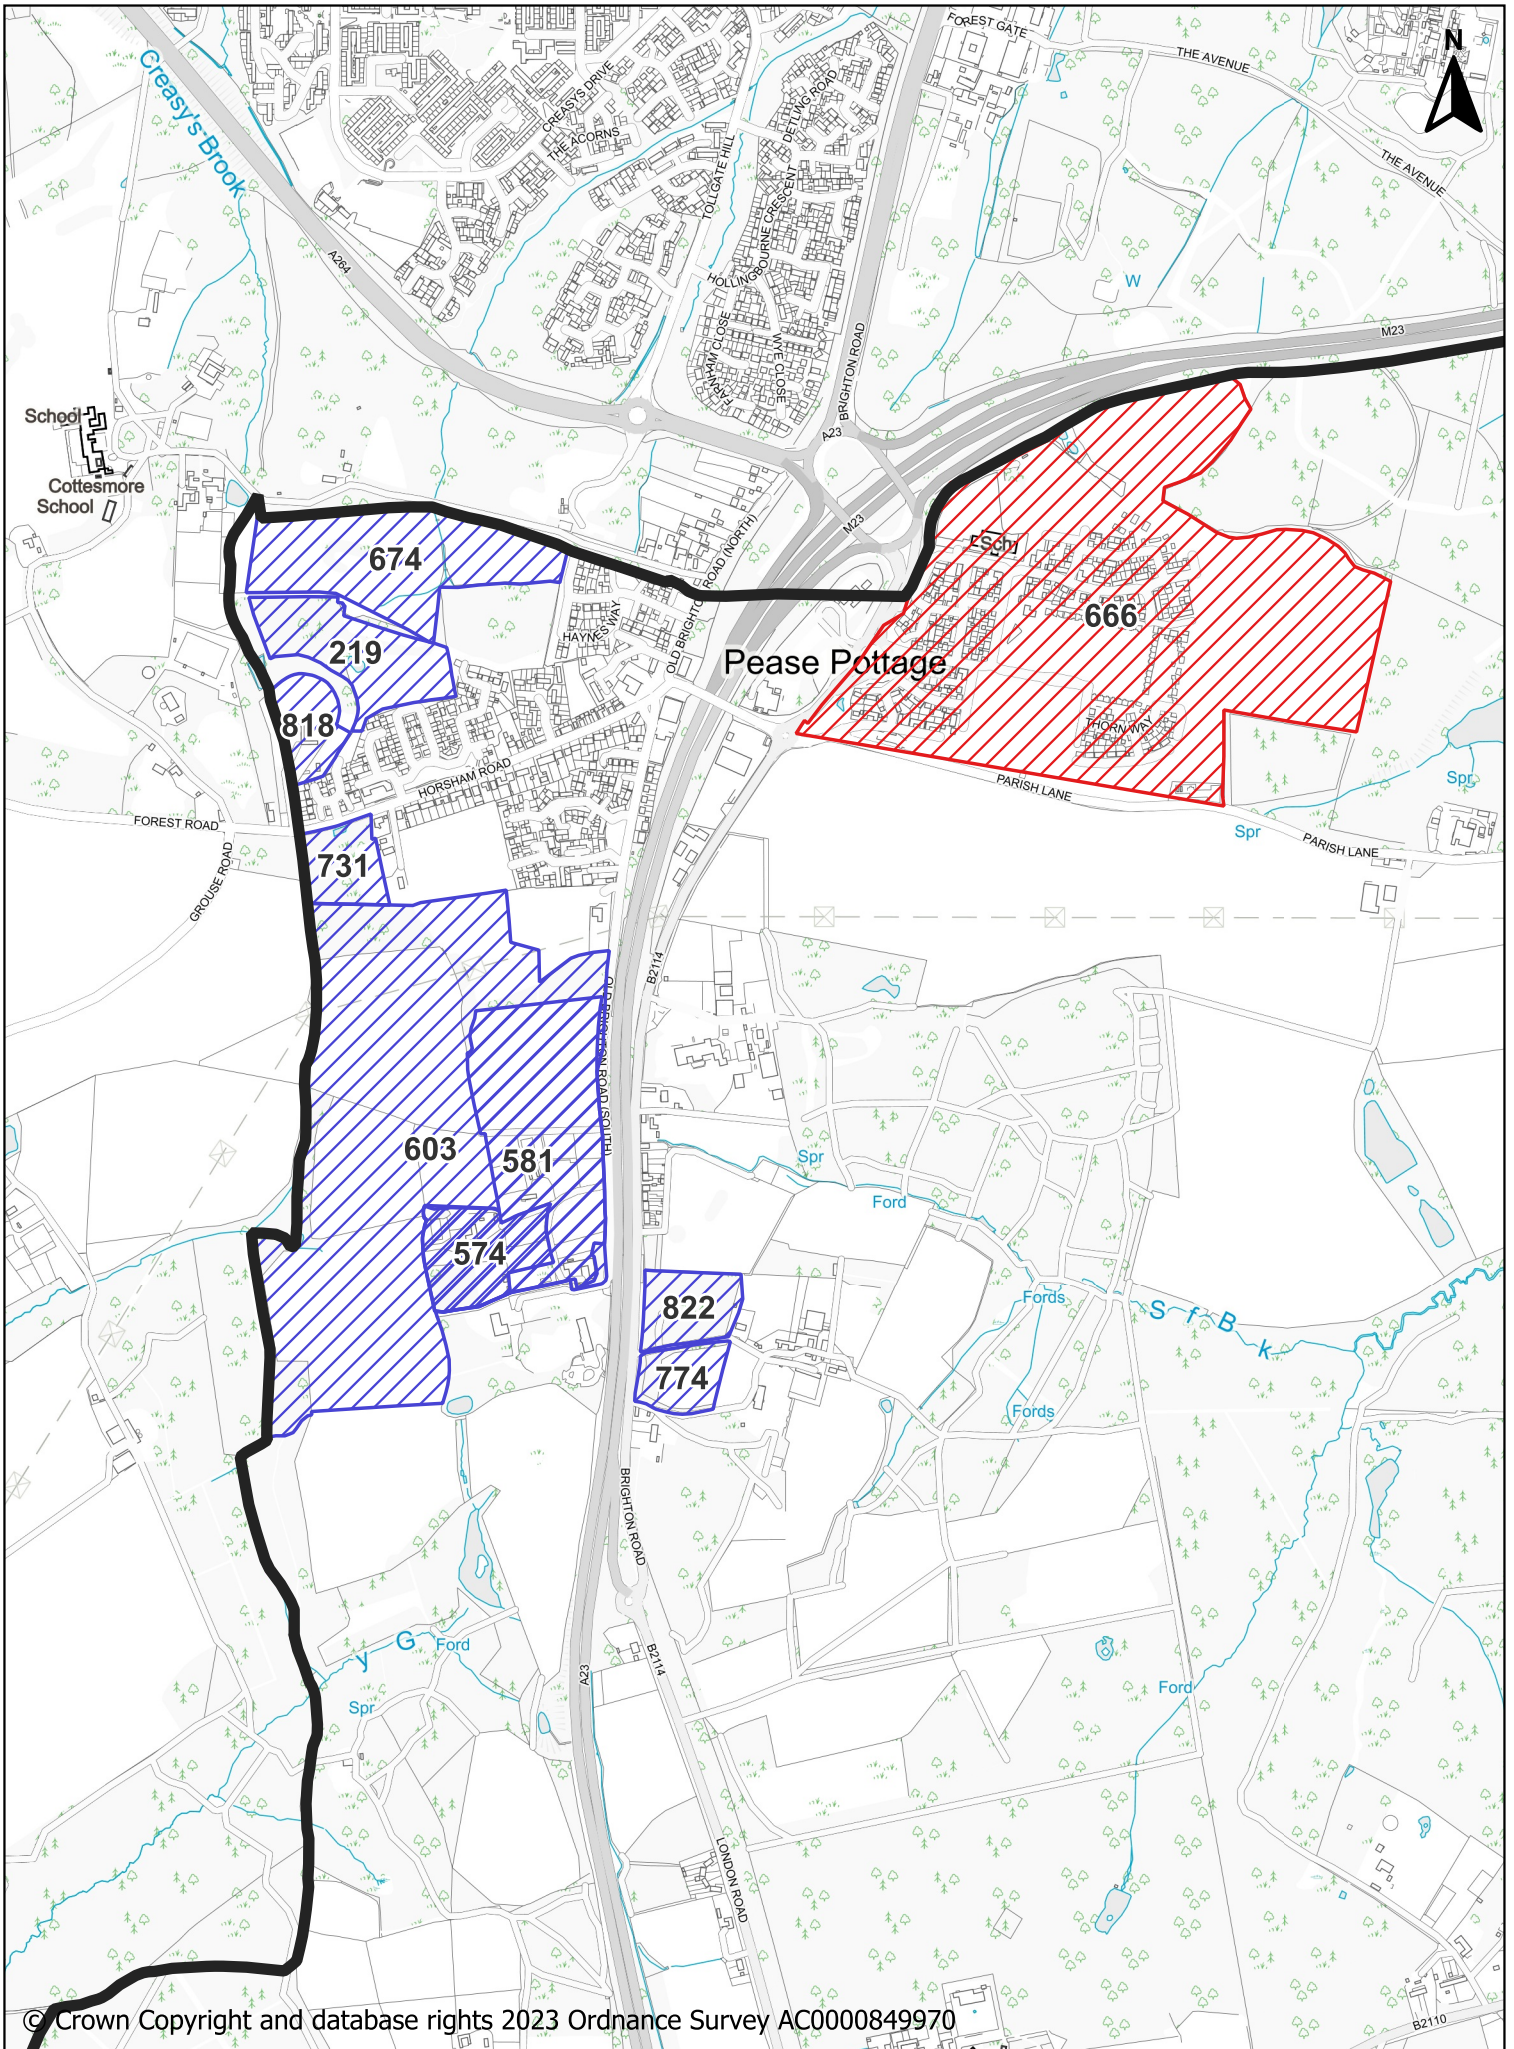 FOREST GATE
N
THE AVENUE
Creasy's Brook
CREASYS DRIVE
DETLING ROAD
THE ACORNS
THE AVENUE
TOLLGATE HILL
HOLLINGBOURNE CRESCENT
A264
W
M23
FARNHAM CLOSE
WYE CLOSE
BRIGHTON ROAD
School
A23
Cottesmore
School
M23
Sch
674
OLD BRIGHTON ROAD (NORTH)
666
HAYNES WAY
219
Pease Pottage
818
THORN WAY
HORSHAM ROAD
PARISH LANE
Spr
FOREST ROAD
Spr
PARISH LANE
731
GROUSE ROAD
B2114
OLD BRIGHTON ROAD (SOUTH)
603
581
Spr
Ford
574
822
Fords
S f B k
774
Fords
BRIGHTON ROAD
y G
Ford
B2114
A23
Spr
Ford
LONDON ROAD
© Crown Copyright and database rights 2023 Ordnance Survey AC0000849970
B2110